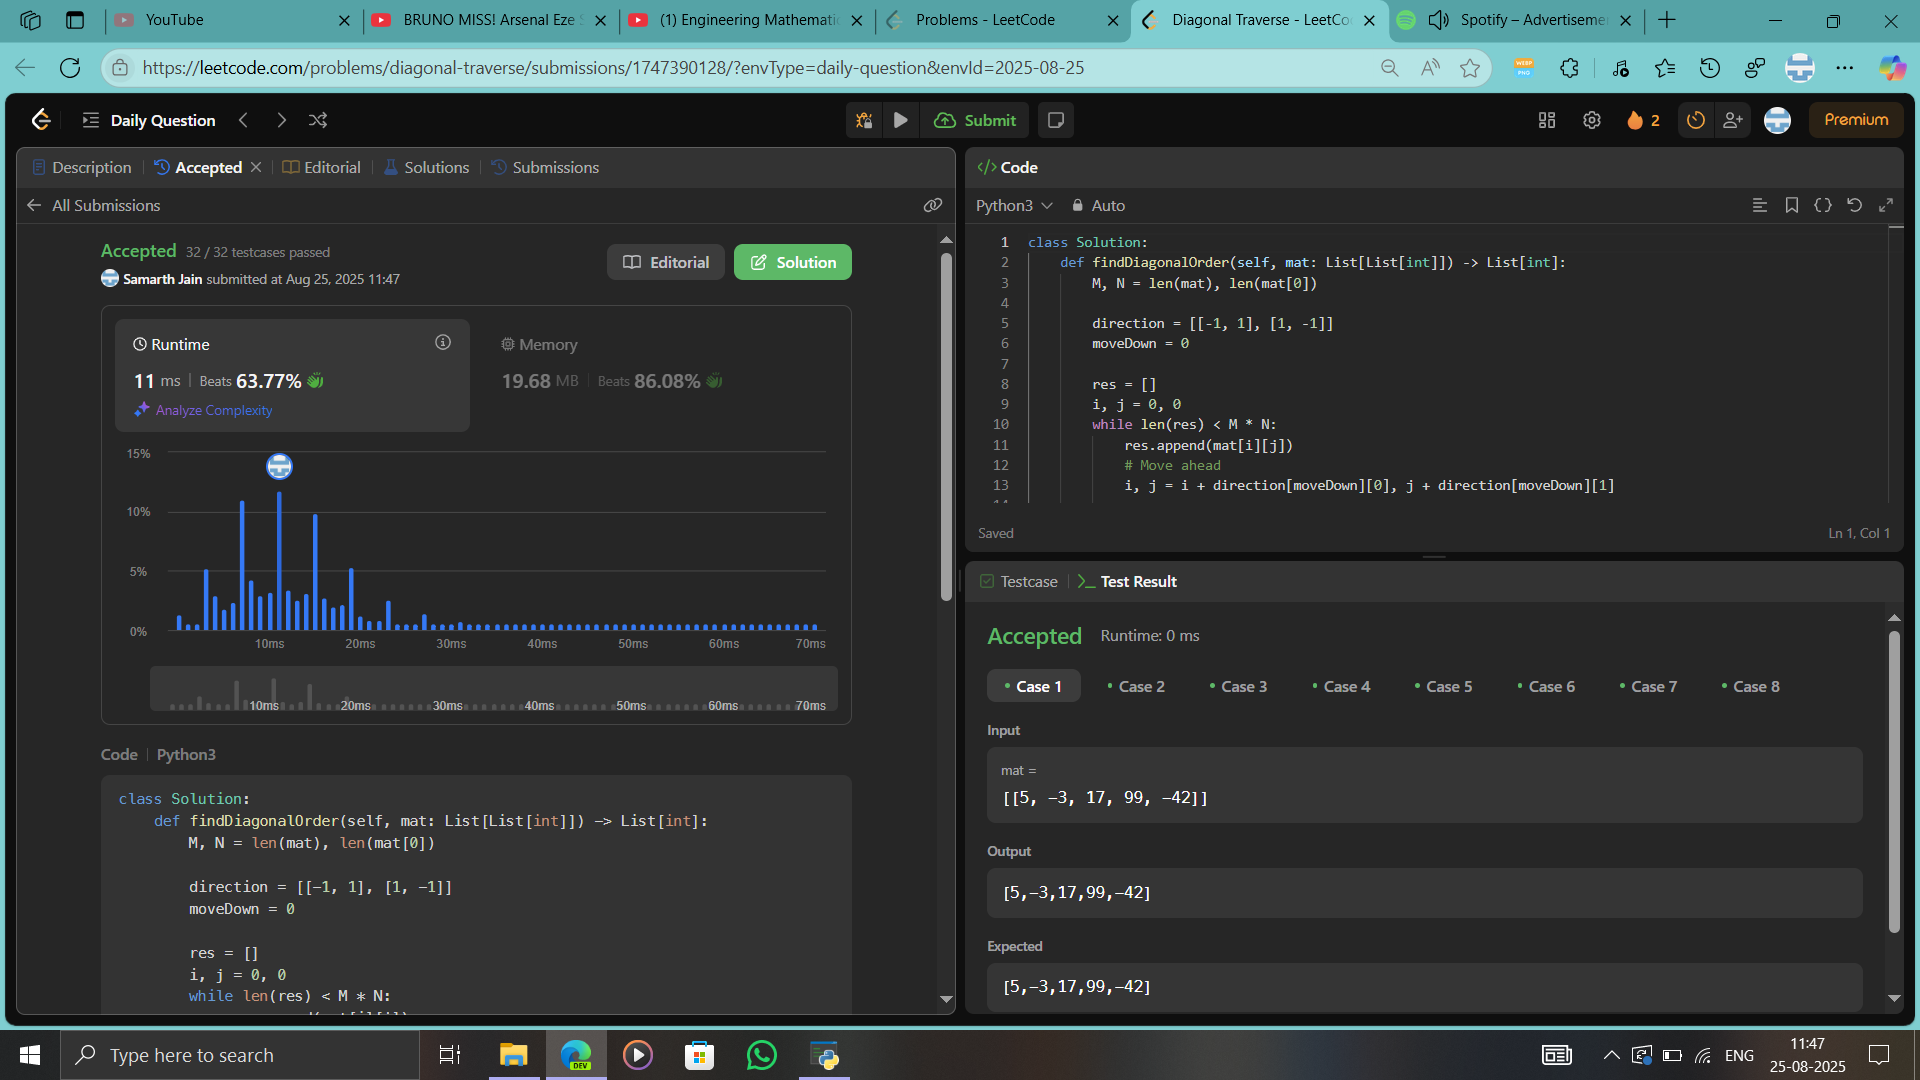 YouTube
BRUNO MISS! Arsenal Eze S
(1) Engineering Mathematic
Problems - LeetCode
Diagonal Traverse - LeetCo
Spotify – Advertiseme
https://leetcode.com/problems/diagonal-traverse/submissions/1747390128/?envType=daily-question&envId=2025-08-25
Daily Question
Submit
2
Premium
Description
Accepted
Editorial
Solutions
Submissions
All Submissions
Accepted 32 / 32 testcases passed
Samarth Jain submitted at Aug 25, 2025 11:47
Editorial
Solution
Runtime
11 ms Beats 63.77%
Analyze Complexity
Memory
19.68 MB Beats 86.08%
15%
10%
5%
0%
10ms 20ms 30ms 40ms 50ms 60ms 70ms
10ms 20ms 30ms 40ms 50ms 60ms 70ms
Code Python3
class Solution:
def findDiagonalOrder(self, mat: List[List[int]]) -> List[int]:
M, N = len(mat), len(mat[0])
direction = [[-1, 1], [1, -1]]
moveDown = 0
res = []
i, j = 0, 0
while len(res) < M * N:
</> Code
Python3 Auto
1 class Solution:
2 def findDiagonalOrder(self, mat: List[List[int]]) -> List[int]:
3 M, N = len(mat), len(mat[0])
4
5 direction = [[-1, 1], [1, -1]]
6 moveDown = 0
7
8 res = []
9 i, j = 0, 0
10 while len(res) < M * N:
11 res.append(mat[i][j])
12 # Move ahead
13 i, j = i + direction[moveDown][0], j + direction[moveDown][1]
Saved
Ln 1, Col 1
Testcase
Test Result
Accepted Runtime: 0 ms
Case 1 Case 2 Case 3 Case 4 Case 5 Case 6 Case 7 Case 8
Input
mat =
[[5, -3, 17, 99, -42]]
Output
[5,-3,17,99,-42]
Expected
[5,-3,17,99,-42]
Type here to search
DEV
ENG
11:47
25-08-2025